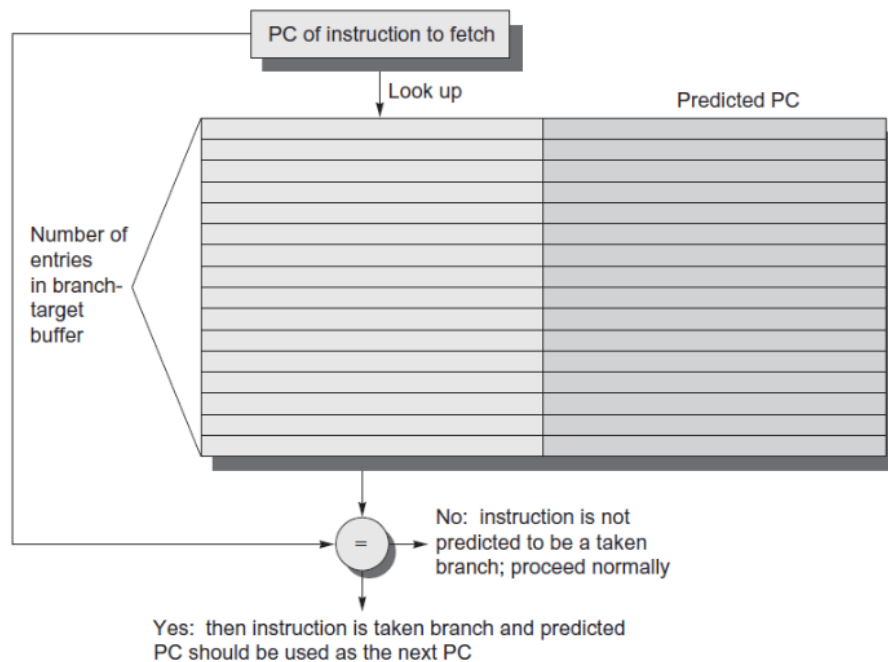 PC of instruction to fetch
Look up
Predicted PC
Number of
entries
in branch-
target
buffer
=
No: instruction is not
predicted to be a taken
branch; proceed normally
Yes: then instruction is taken branch and predicted
PC should be used as the next PC